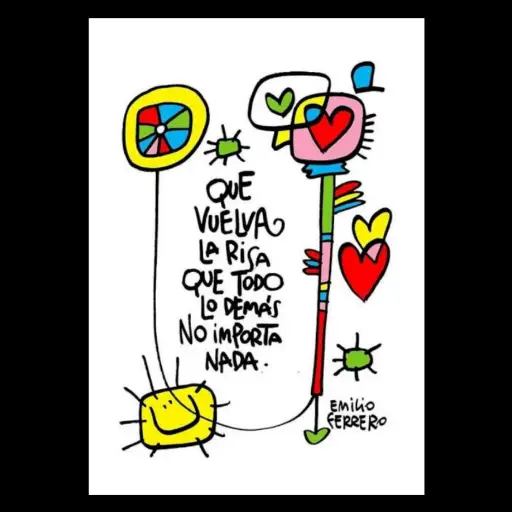 QUE
VUELVA
LA RISA
QUE TODO
LO DEMÁS
NO IMPORTA
NADA.
EMILIO
FERRERO